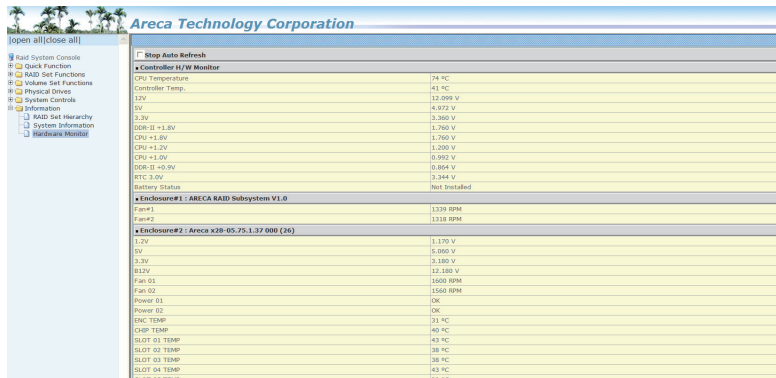 Areca Technology Corporation
|open all|close all|
Raid System Console
Quick Function
RAID Set Functions
Volume Set Functions
Physical Drives
System Controls
Information
RAID Set Hierarchy
System Information
Hardware Monitor
Stop Auto Refresh
Controller H/W Monitor
CPU Temperature 74 ºC
Controller Temp. 41 ºC
12V 12.099 V
5V 4.972 V
3.3V 3.360 V
DDR-II +1.8V 1.760 V
CPU +1.8V 1.760 V
CPU +1.2V 1.200 V
CPU +1.0V 0.992 V
DDR-II +0.9V 0.864 V
RTC 3.0V 3.344 V
Battery Status Not Installed
Enclosure#1 : ARECA RAID Subsystem V1.0
Fan#1 1339 RPM
Fan#2 1318 RPM
Enclosure#2 : Areca x28-05.75.1.37 000 (26)
1.2V 1.170 V
5V 5.060 V
3.3V 3.180 V
B12V 12.180 V
Fan 01 1600 RPM
Fan 02 1560 RPM
Power 01 OK
Power 02 OK
ENC TEMP 31 ºC
CHIP TEMP 40 ºC
SLOT 01 TEMP 43 ºC
SLOT 02 TEMP 38 ºC
SLOT 03 TEMP 38 ºC
SLOT 04 TEMP 43 ºC